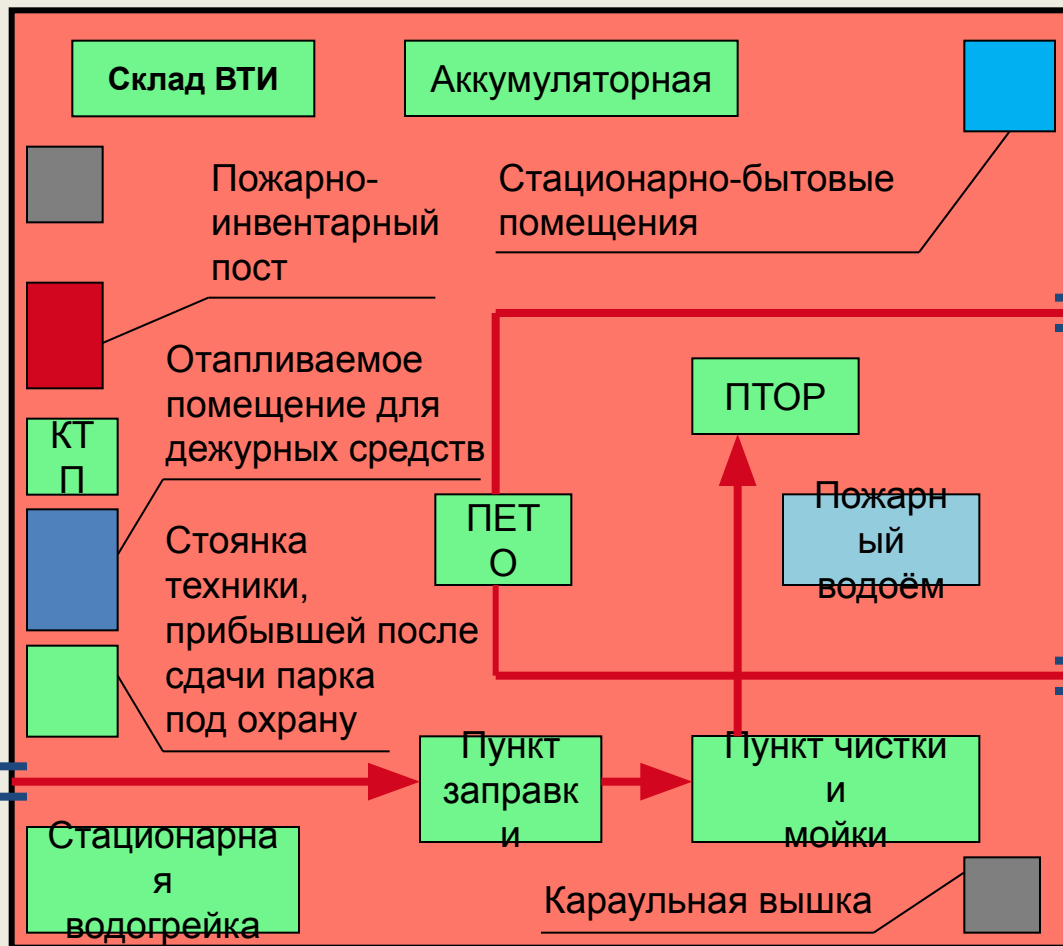 Склад ВТИ
Аккумуляторная
Пожарно-
инвентарный
пост
Стационарно-бытовые
помещения
Отапливаемое
помещение для
дежурных средств
ПТОР
КТ
П
ПЕТ
О
Пожарн
ый
водоём
Стоянка
техники,
прибывшей после
сдачи парка
под охрану
Пункт
заправк
и
Пункт чистки
и
мойки
Стационарна
я
водогрейка
Караульная вышка